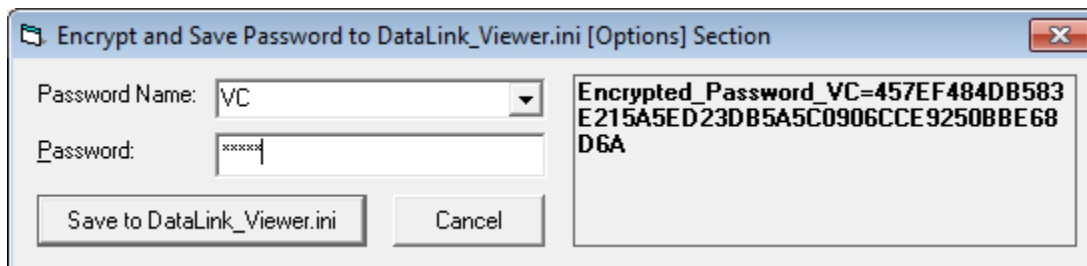 Encrypt and Save Password to DataLink_Viewer.ini [Options] Section
Password Name: VC
Password: *****
Save to DataLink_Viewer.ini Cancel
Encrypted_Password_VC=457EF484DB583
E215A5ED23DB5A5C0906CCE9250BBE68
D6A